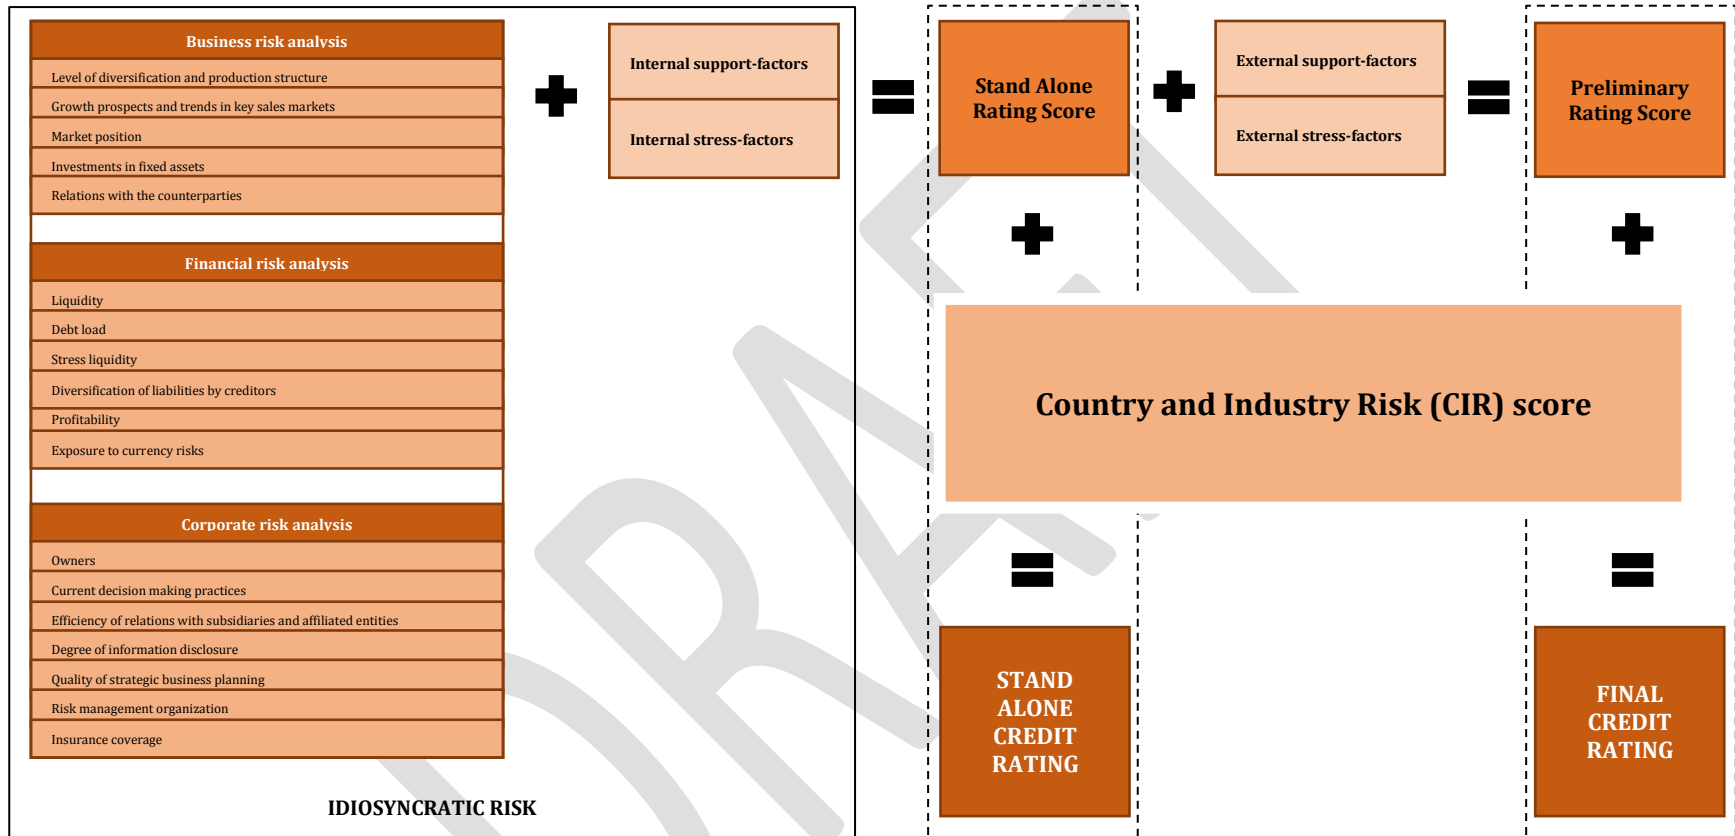 Business risk analysis
Level of diversification and production structure
Growth prospects and trends in key sales markets
Market position
Investments in fixed assets
Relations with the counterparties
Financial risk analysis
Liquidity
Debt load
Stress liquidity
Diversification of liabilities by creditors
Profitability
Exposure to currency risks
Corporate risk analysis
Owners
Current decision making practices
Efficiency of relations with subsidiaries and affiliated entities
Degree of information disclosure
Quality of strategic business planning
Risk management organization
Insurance coverage
IDIOSYNCRATIC RISK
Internal support-factors
Internal stress-factors
Stand Alone
Rating Score
External support-factors
External stress-factors
Preliminary
Rating Score
Country and Industry Risk (CIR) score
STAND
ALONE
CREDIT
RATING
FINAL
CREDIT
RATING
DRAFT